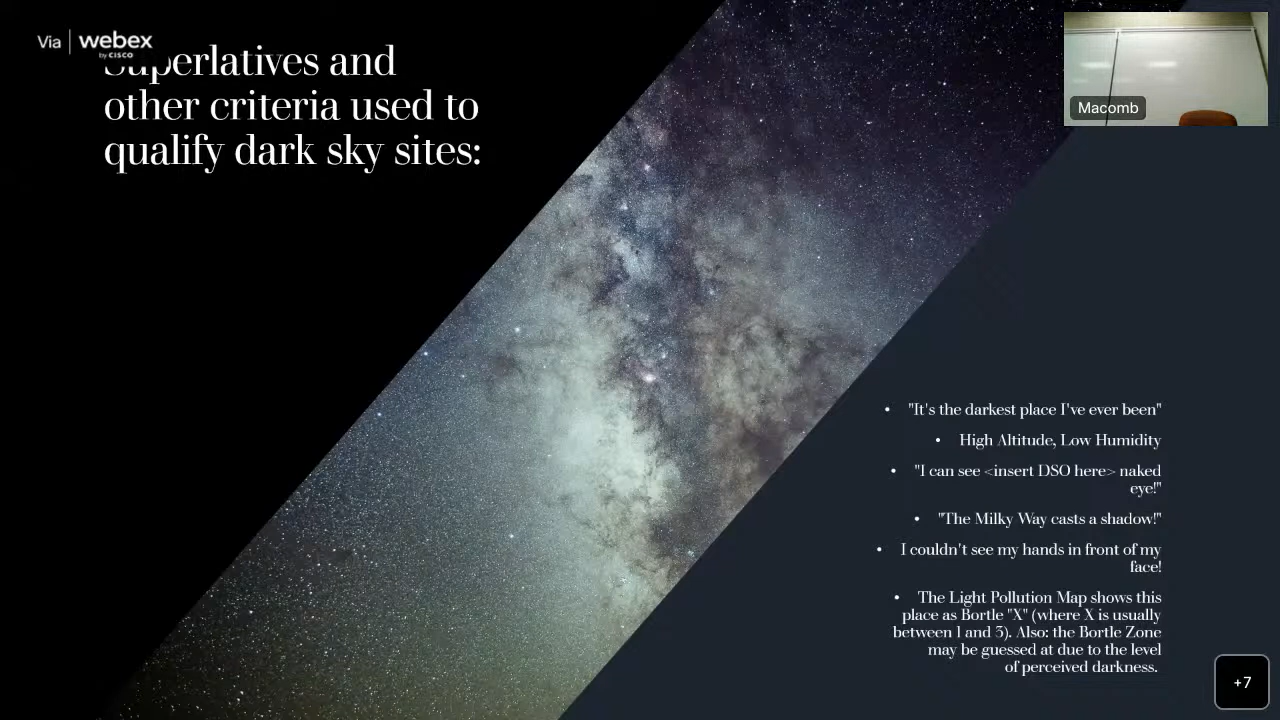 Via webex
by CISCO
Superlatives and
other criteria used to
qualify dark sky sites:
Macomb
• "It's the darkest place I've ever been"
• High Altitude, Low Humidity
• "I can see <insert DSO here> naked
eye!"
• "The Milky Way casts a shadow!"
• I couldn't see my hands in front of my
face!
• The Light Pollution Map shows this
place as Bortle "X" (where X is usually
between 1 and 3). Also: the Bortle Zone
may be guessed at due to the level
of perceived darkness.
+7